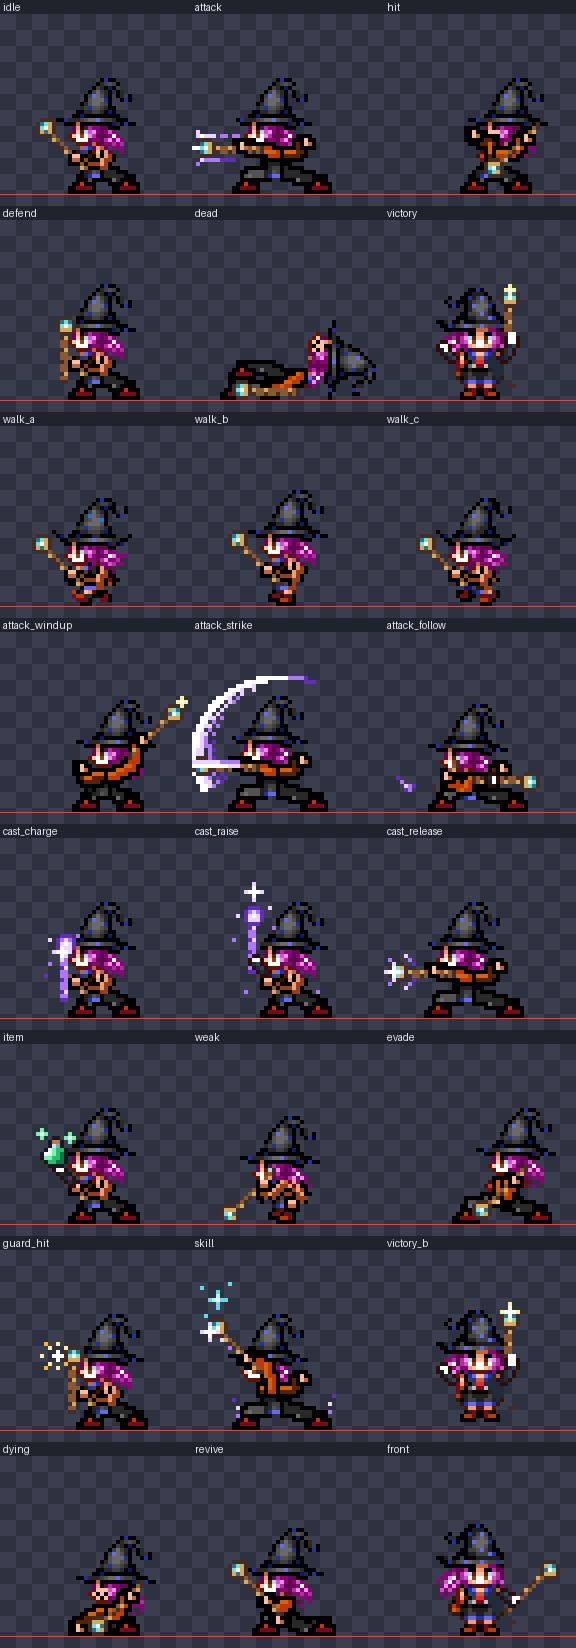 idle
attack
hit
defend
dead
victory
walk_a
walk_b
walk_c
attack_windup
attack_strike
attack_follow
cast_charge
cast_raise
cast_release
item
weak
evade
guard_hit
skill
victory_b
dying
revive
front